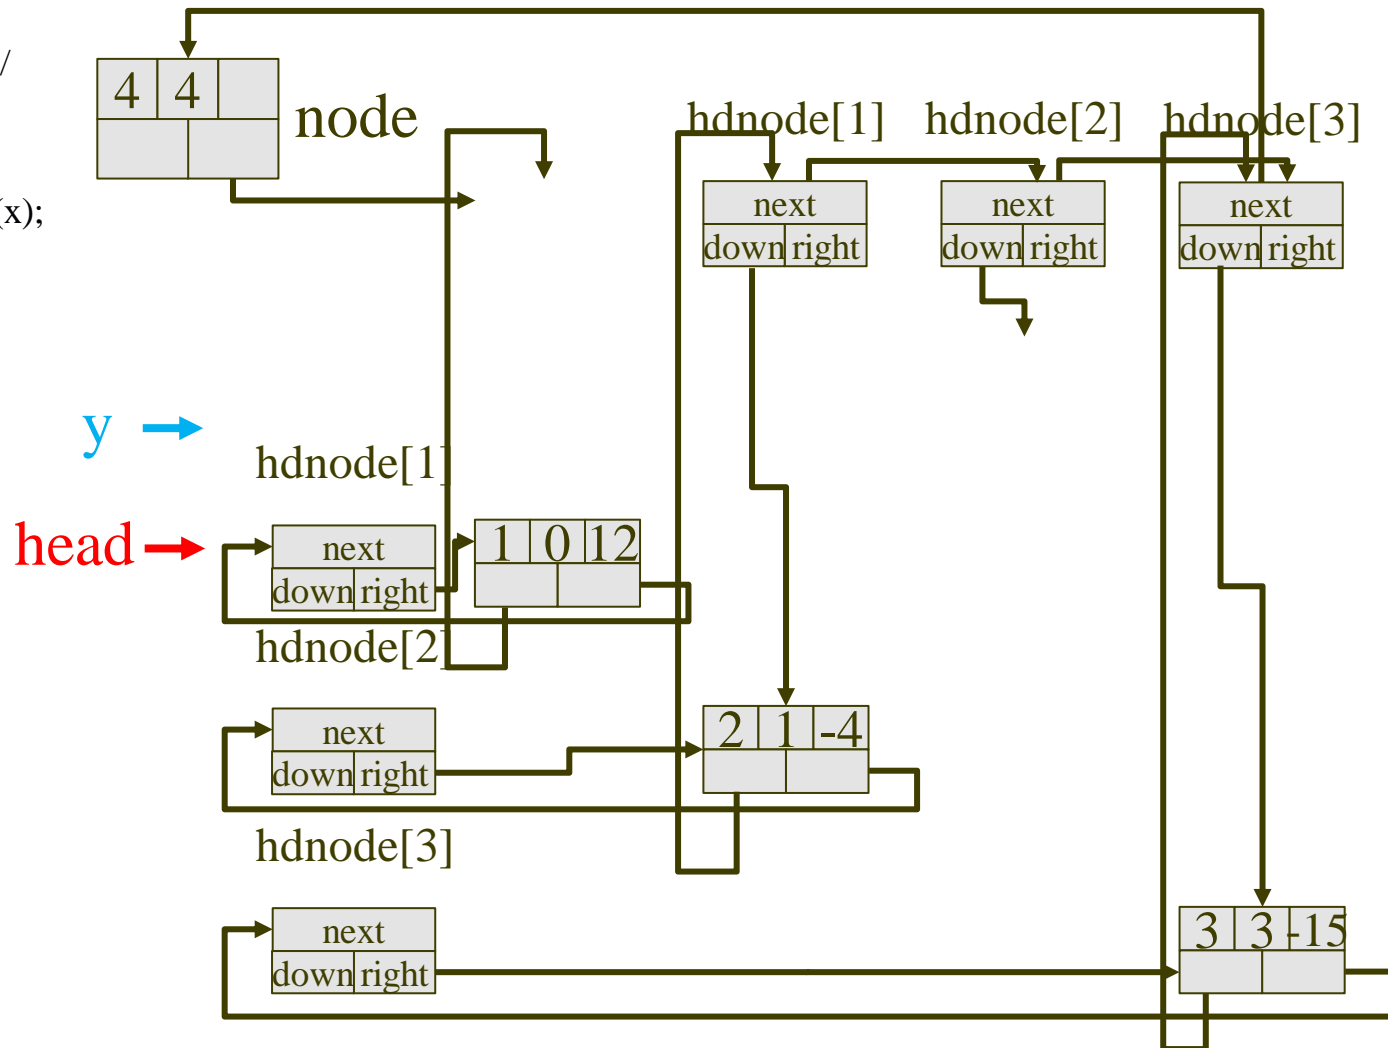 /
4 4
node
hdnode[1] hdnode[2] hdnode[3]
next next next
down right down right down right
(x);
y
hdnode[1]
head
next
down right
1 0 12
hdnode[2]
next
down right
2 1 -4
hdnode[3]
next
down right
3 3 -15